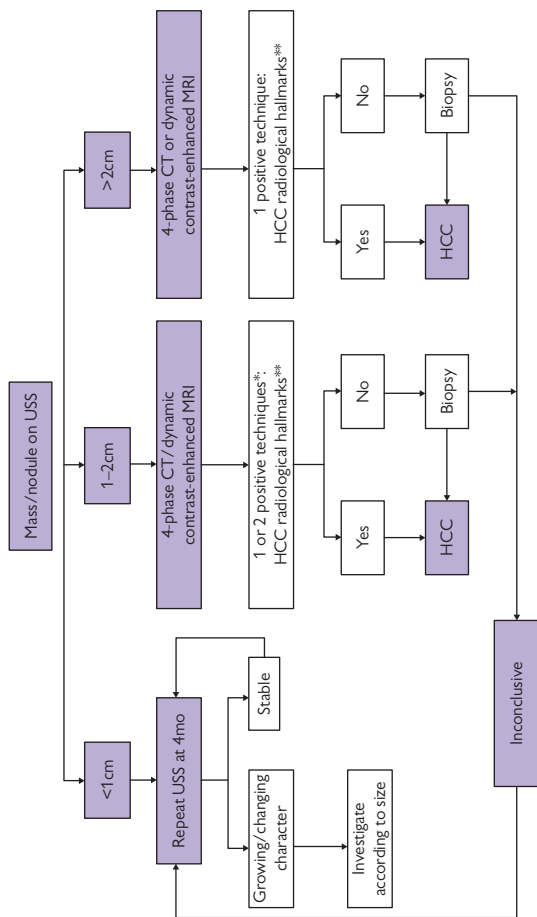 Mass/nodule on USS
<1cm
1–2cm
>2cm
Repeat USS at 4mo
4-phase CT/dynamic
contrast-enhanced MRI
4-phase CT or dynamic
contrast-enhanced MRI
Growing/changing
character
Stable
1 or 2 positive techniques*:
HCC radiological hallmarks**
1 positive technique:
HCC radiological hallmarks**
Investigate
according to size
Yes
No
Yes
No
HCC
Biopsy
HCC
Biopsy
Inconclusive